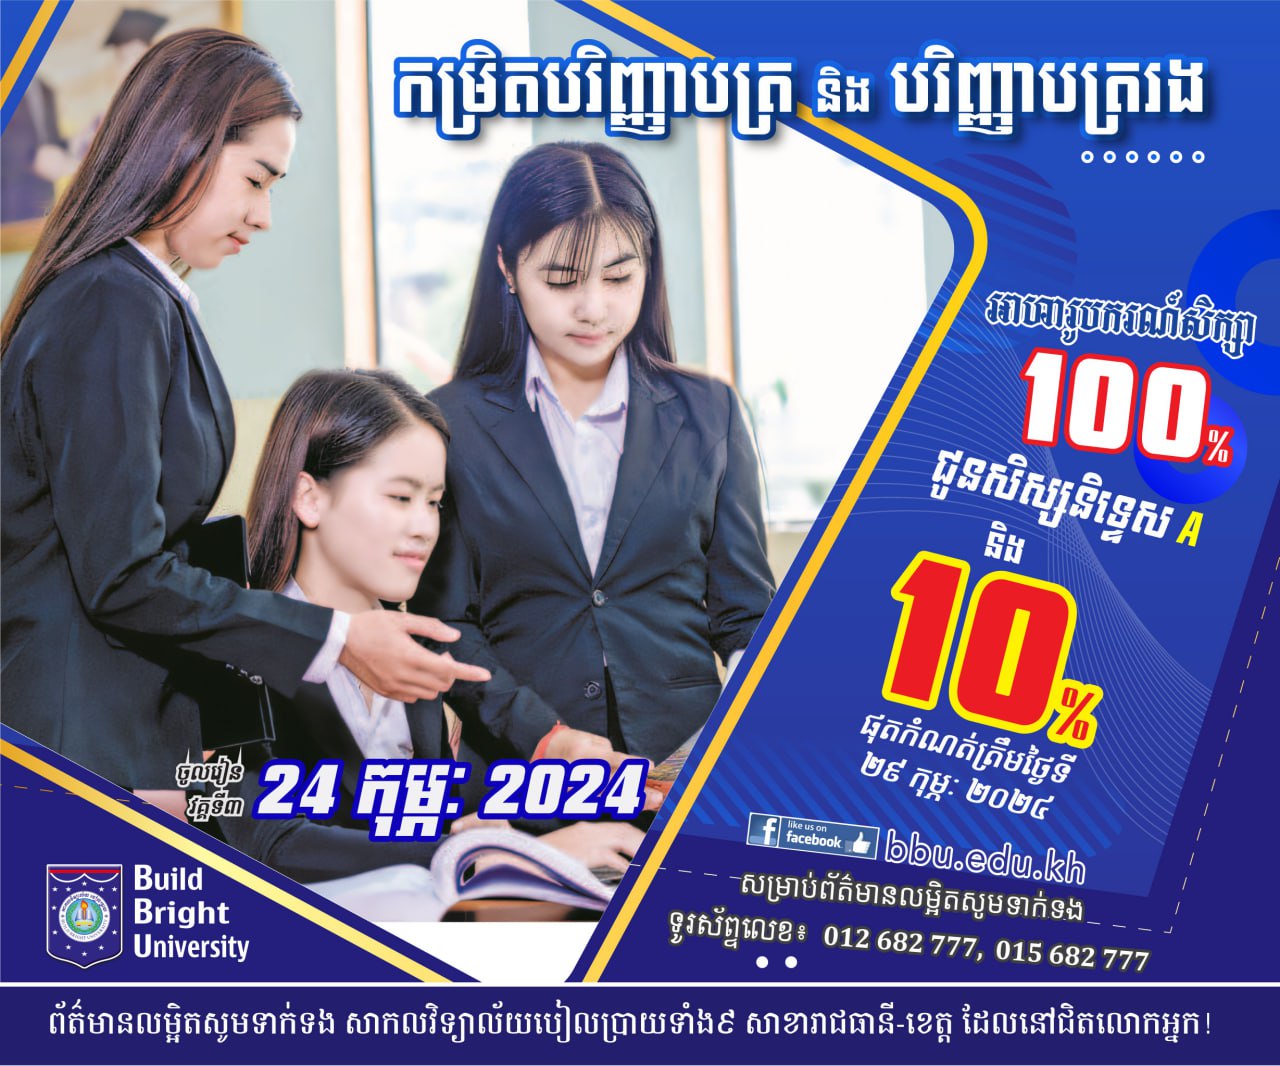 កម្រិតបរិញ្ញាបត្រ និង បរិញ្ញាបត្ររង
អាហារូបករណ៍សិក្សា
100%
ជូនសិស្សនិទ្ទេស A
និង
10%
ផុតកំណត់ត្រឹមថ្ងៃទី
២៩ កុម្ភៈ ២០២៤
ចូលរៀន
វគ្គទី៣
24 កុម្ភៈ 2024
like us on
facebook
bbu.edu.kh
សម្រាប់ព័ត៌មានលម្អិតសូមទាក់ទង
ទូរស័ព្ទលេខ៖ 012 682 777, 015 682 777
Build
Bright
University
ព័ត៌មានលម្អិតសូមទាក់ទង សាកលវិទ្យាល័យបៀលប្រាយទាំង៩ សាខារាជធានី-ខេត្ត ដែលនៅជិតលោកអ្នក!